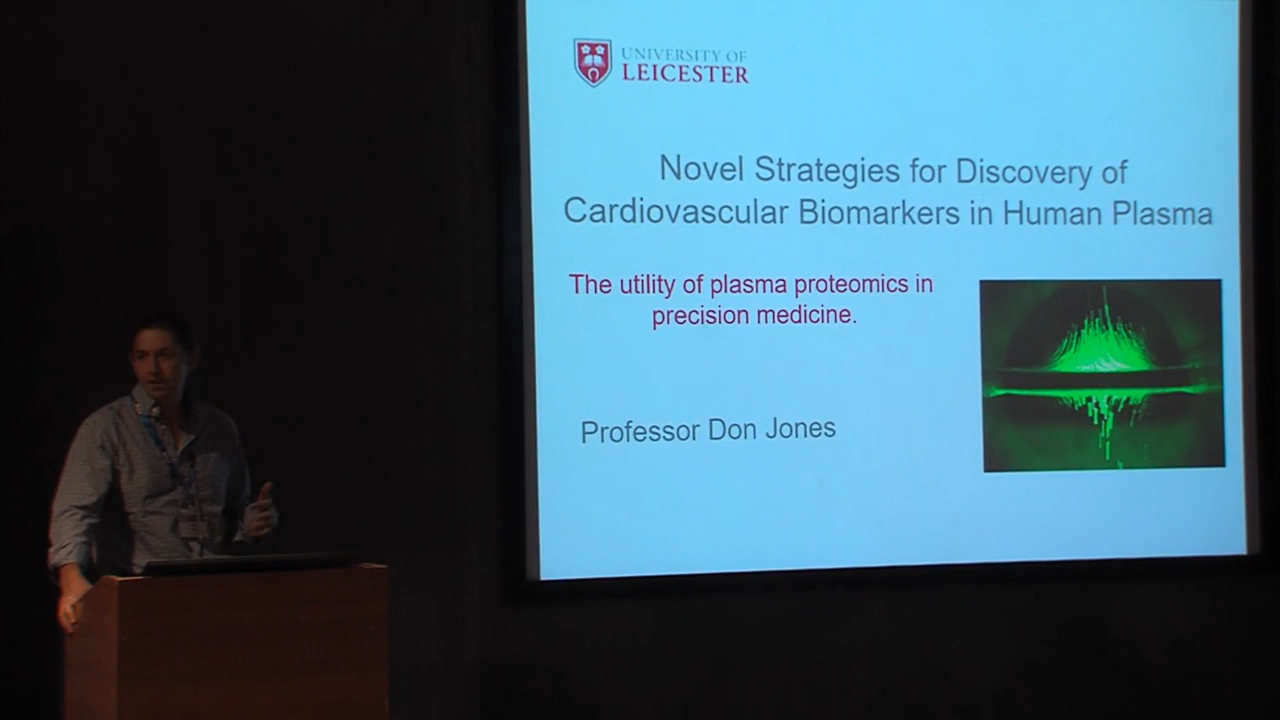 UNIVERSITY OF
LEICESTER
Novel Strategies for Discovery of
Cardiovascular Biomarkers in Human Plasma
The utility of plasma proteomics in
precision medicine.
Professor Don Jones